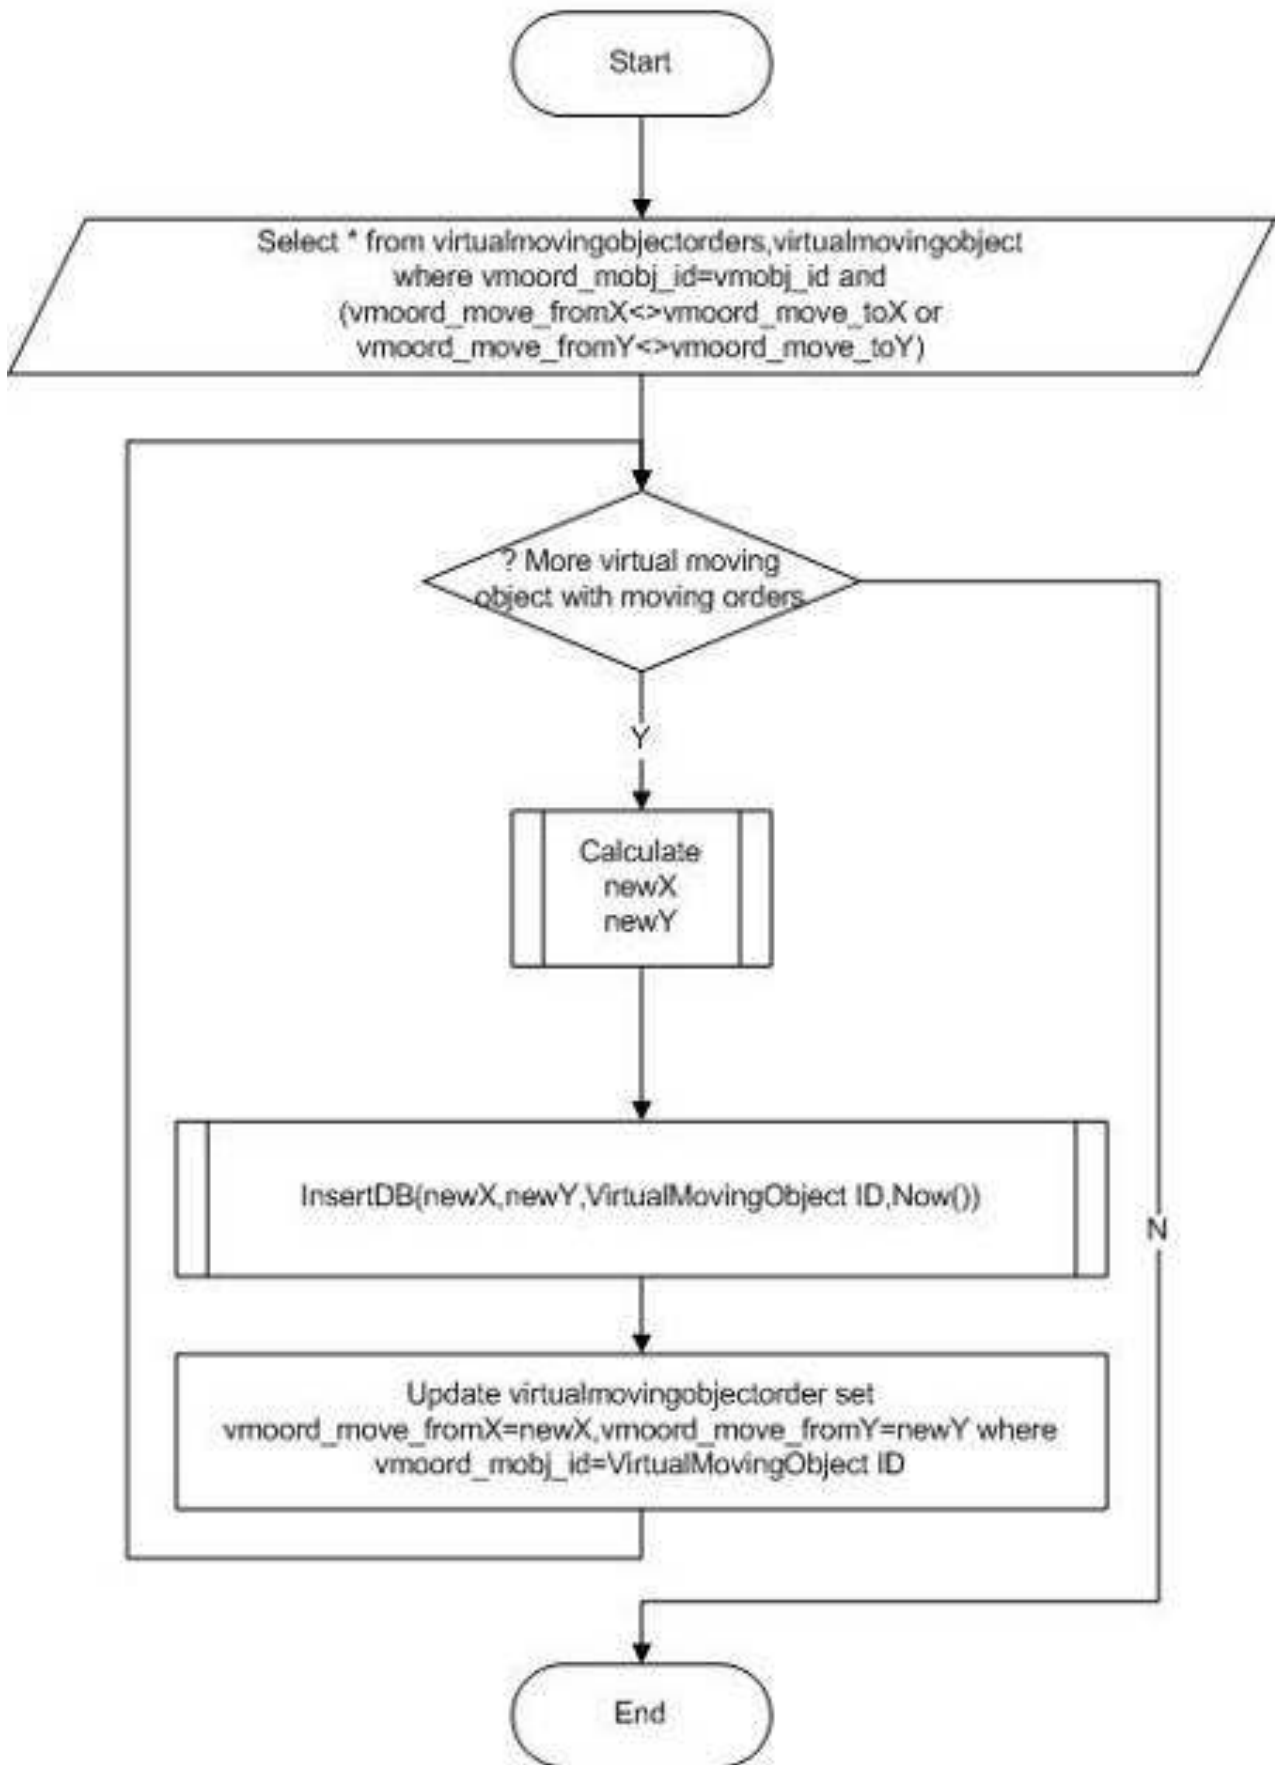 Start
Select * from virtualmovingobjectorders,virtualmovingobject
where vmoord_mobj_id=vmobj_id and
(vmoord_move_fromX<>vmoord_move_toX or
vmoord_move_fromY<>vmoord_move_toY)
? More virtual moving
object with moving orders
Y
Calculate
newX
newY
InsertDB(newX,newY,VirtualMovingObject ID,Now())
N
Update virtualmovingobjectorder set
vmoord_move_fromX=newX,vmoord_move_fromY=newY where
vmoord_mobj_id=VirtualMovingObject ID
End